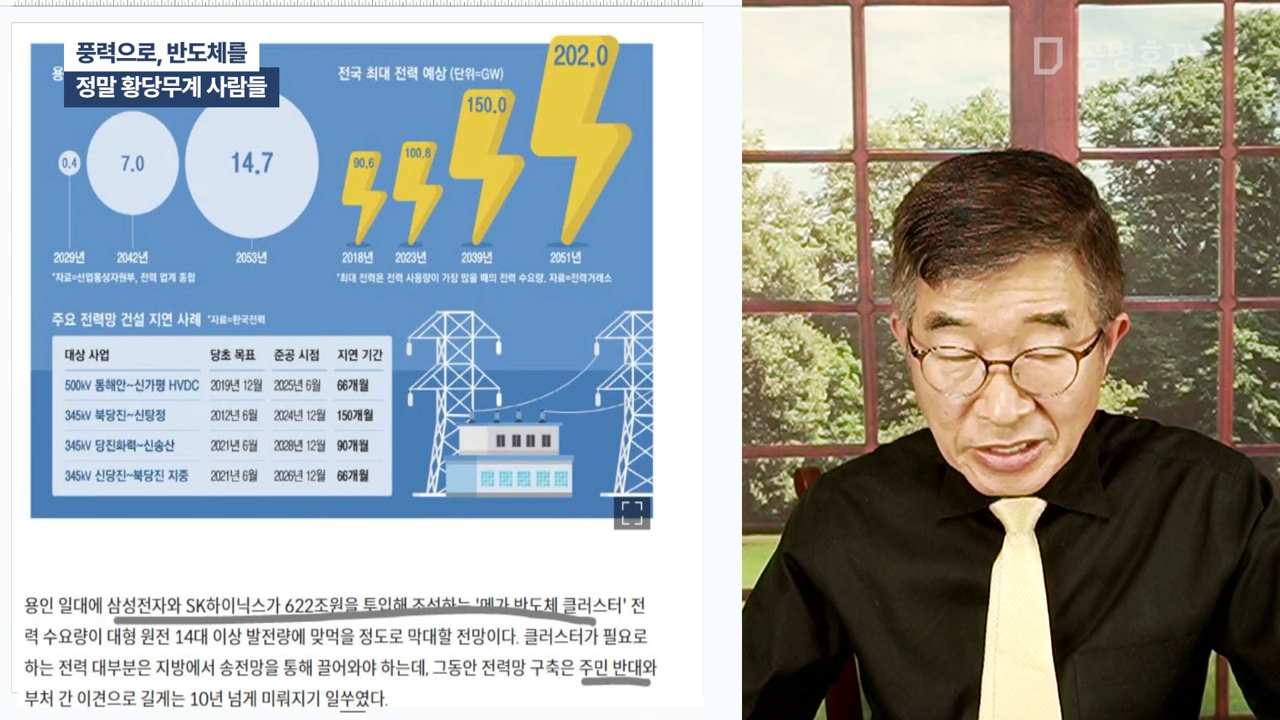 풍력으로, 반도체를
정말 황당무계 사람들
공병호TV
용
전국 최대 전력 예상 (단위=GW)
0.4
7.0
14.7
2029년
2042년
2053년
*자료=산업통상자원부, 전력 업계 종합
90.6
100.8
150.0
202.0
2018년
2023년
2039년
2051년
*최대 전력은 전력 사용량이 가장 많을 때의 전력 수요량, 자료=전력거래소
주요 전력망 건설 지연 사례 *자료=한국전력
대상 사업 당초 목표 준공 시점 지연 기간
500kV 동해안~신가평 HVDC 2019년 12월 2025년 6월 66개월
345kV 북당진~신탕정 2012년 6월 2024년 12월 150개월
345kV 당진화력~신송산 2021년 6월 2028년 12월 90개월
345kV 신당진~북당진 지중 2021년 6월 2026년 12월 66개월
용인 일대에 삼성전자와 SK하이닉스가 622조원을 투입해 조성하는 '메가 반도체 클러스터' 전
력 수요량이 대형 원전 14대 이상 발전량에 맞먹을 정도로 막대할 전망이다. 클러스터가 필요로
하는 전력 대부분은 지방에서 송전망을 통해 끌어와야 하는데, 그동안 전력망 구축은 주민 반대와
부처 간 이견으로 길게는 10년 넘게 미뤄지기 일쑤였다.